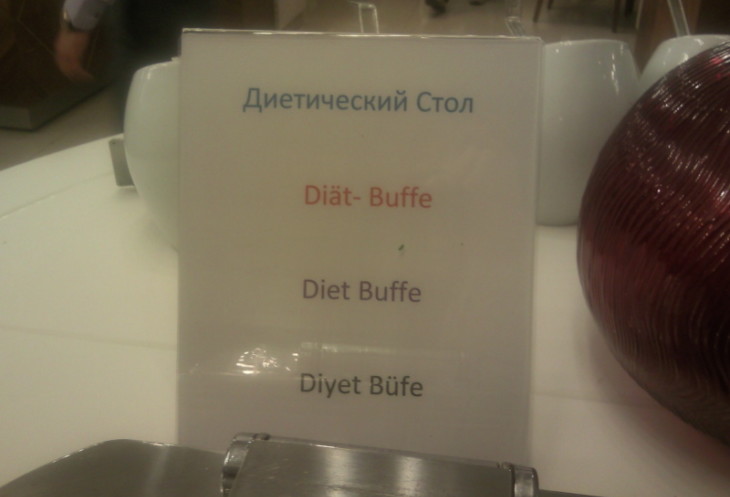 Диетический Стол
Diät- Buffe
Diet Buffe
Diyet Büfe